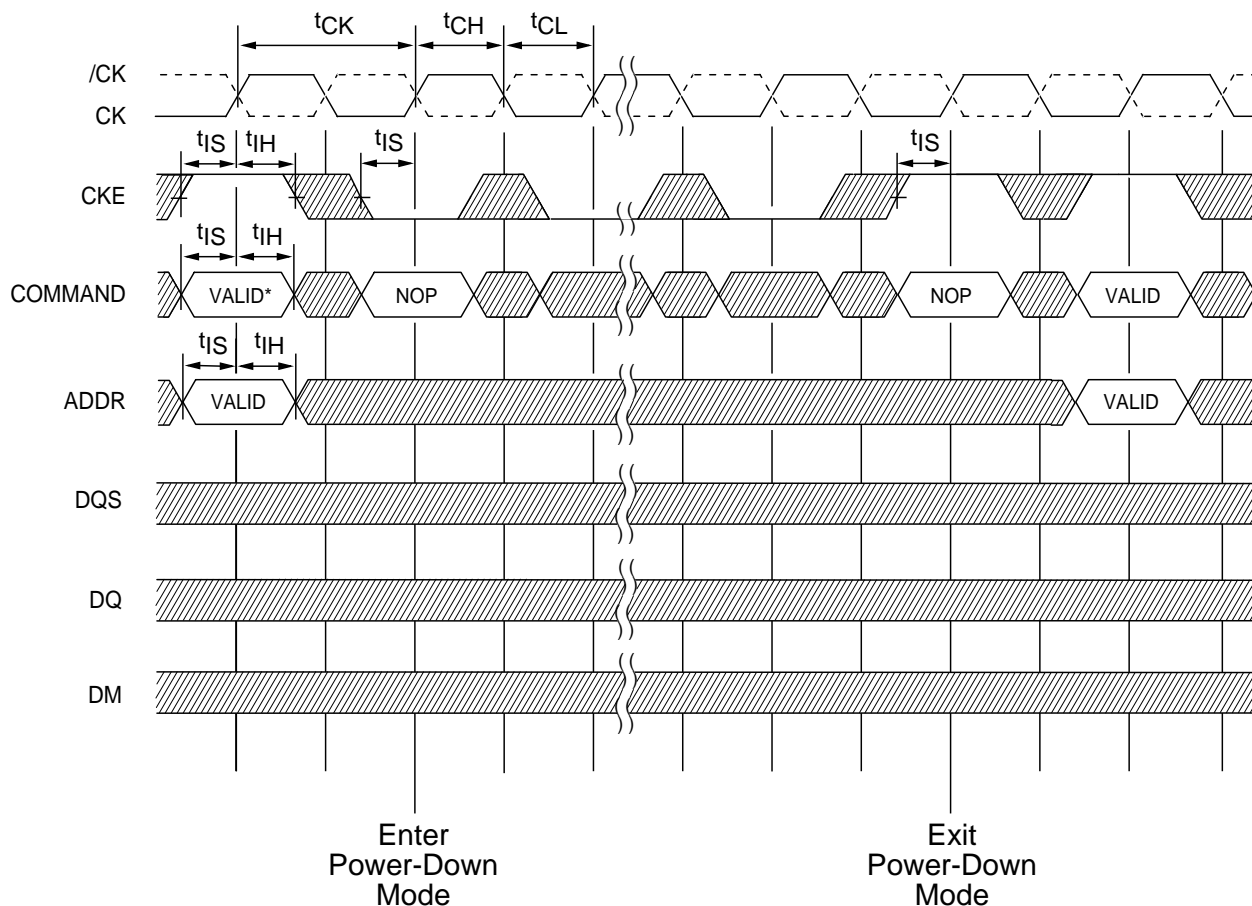 tCK tCH tCL
/CK
CK
tIS tIH tIS tIS
CKE
tIS tIH
COMMAND VALID* NOP NOP VALID
tIS tIH
ADDR VALID VALID
DQS
DQ
DM
Enter
Power-Down
Mode
Exit
Power-Down
Mode